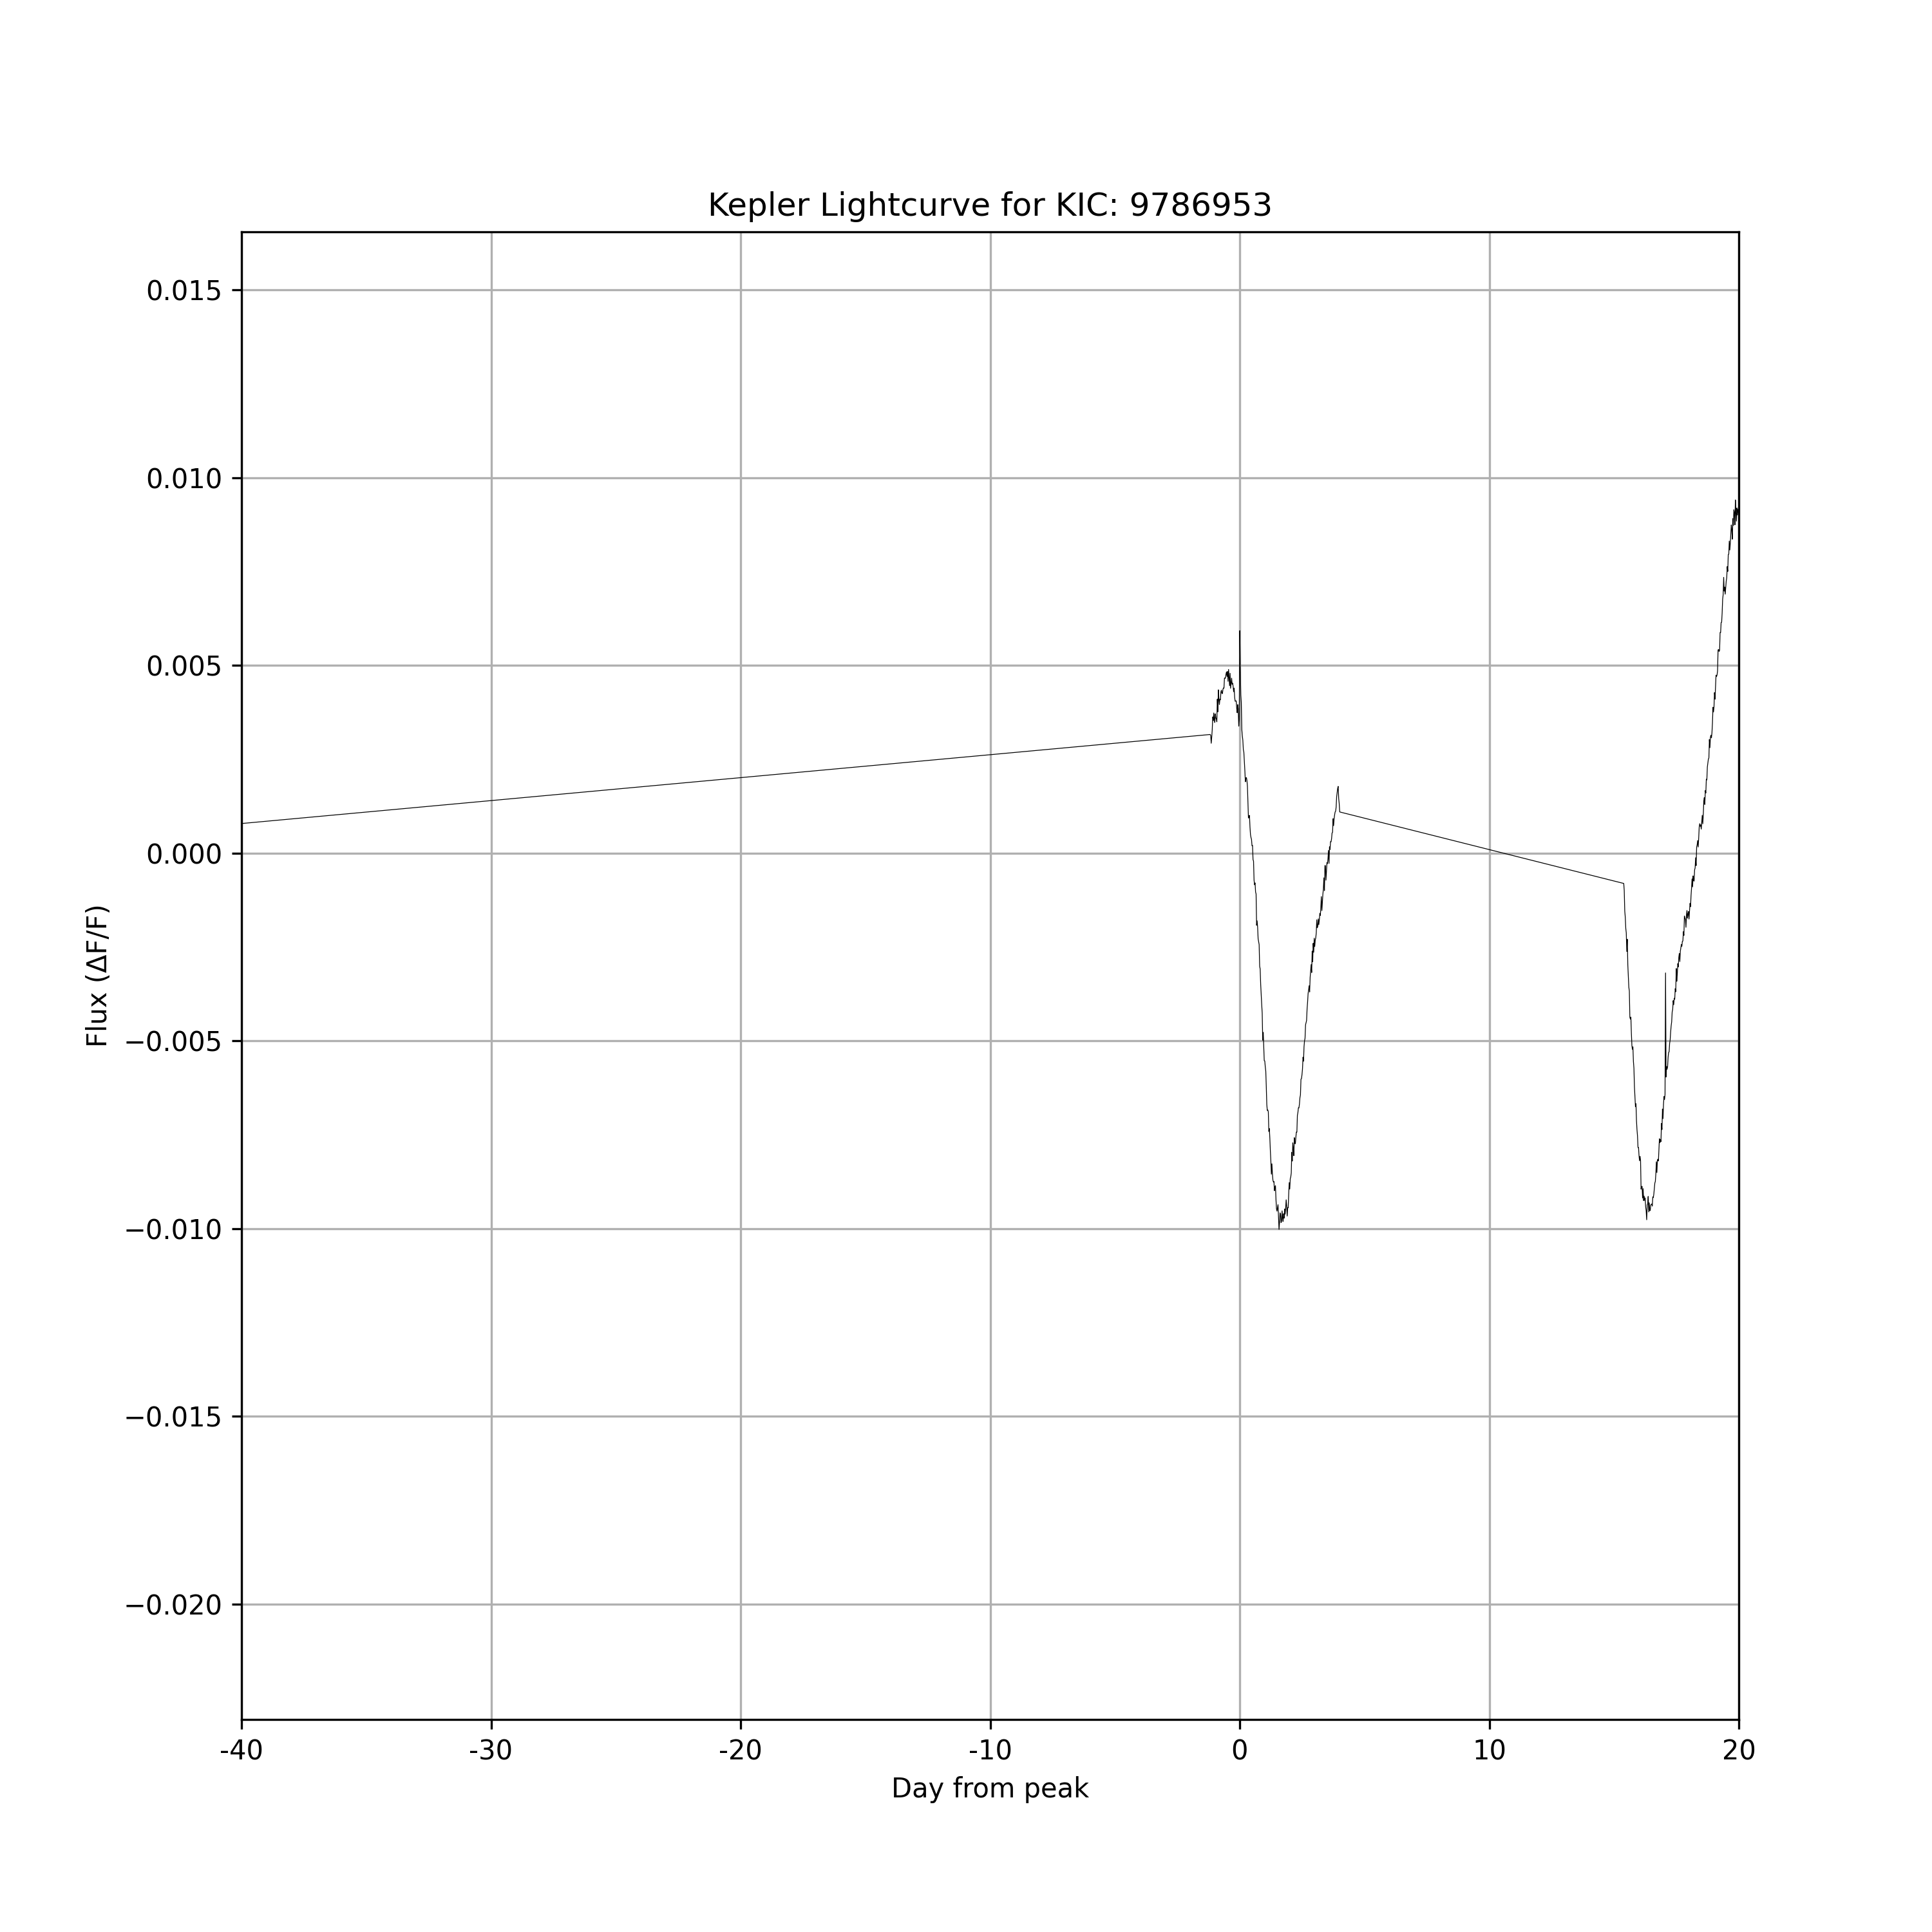 Kepler Lightcurve for KIC: 9786953
0.015
0.010
0.005
0.000
−0.005
−0.010
−0.015
−0.020
Flux (ΔF/F)
-40 -30 -20 -10 0 10 20
Day from peak